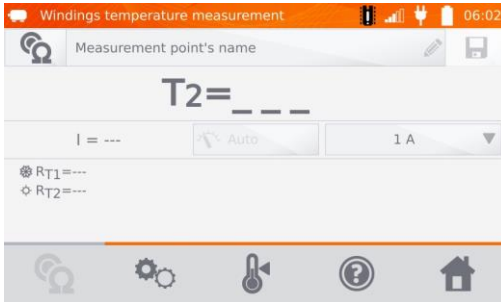 Windings temperature measurement 06:02
Measurement point's name
T2=_ _ _
I = --- Auto 1 A
RT1=---
RT2=---